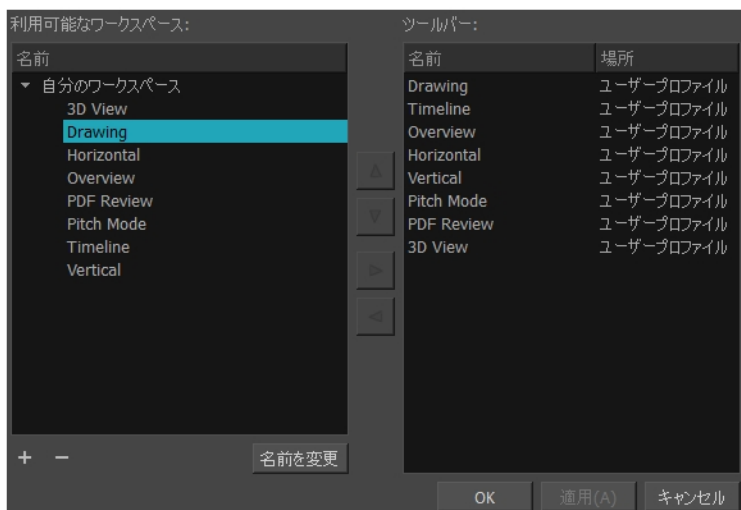 利用可能なワークスペース:
名前
自分のワークスペース
3D View
Drawing
Horizontal
Overview
PDF Review
Pitch Mode
Timeline
Vertical
名前を変更
ツールバー:
名前 場所
Drawing ユーザープロファイル
Timeline ユーザープロファイル
Overview ユーザープロファイル
Horizontal ユーザープロファイル
Vertical ユーザープロファイル
Pitch Mode ユーザープロファイル
PDF Review ユーザープロファイル
3D View ユーザープロファイル
OK 適用(A) キャンセル